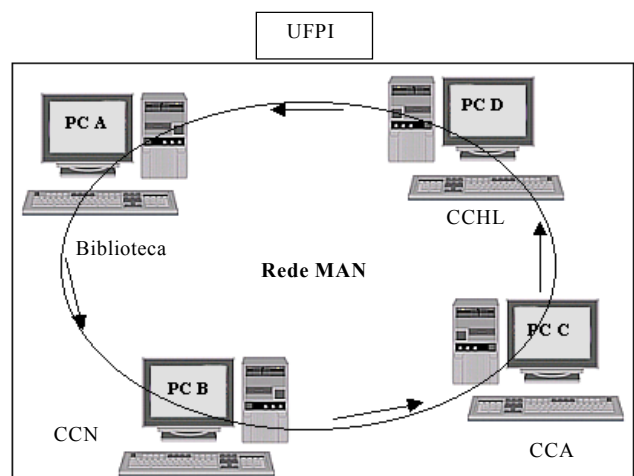 UFPI
PC A
PC D
CCHL
Biblioteca
Rede MAN
PC C
PC B
CCN
CCA